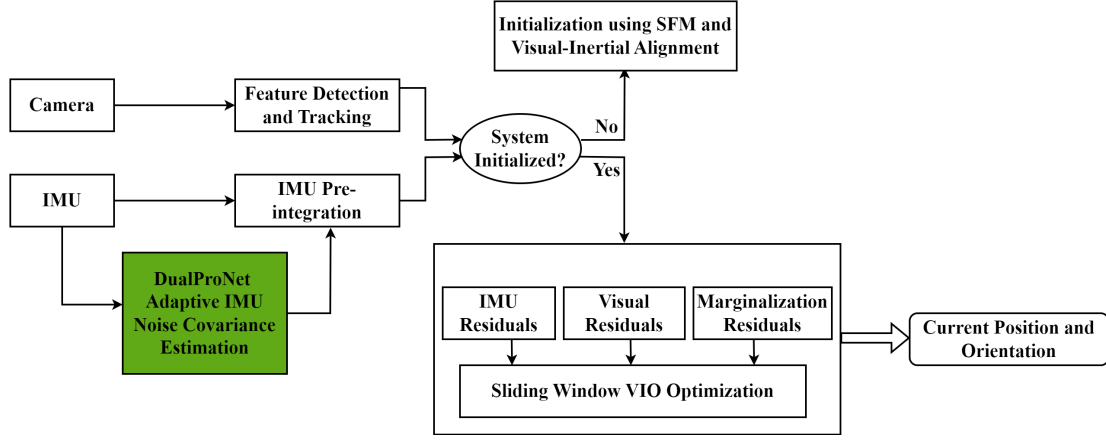 Initialization using SFM and
Visual-Inertial Alignment
Camera
Feature Detection
and Tracking
System
Initialized?
No
Yes
IMU
IMU Pre-
integration
DualProNet
Adaptive IMU
Noise Covariance
Estimation
IMU
Residuals
Visual
Residuals
Marginalization
Residuals
Sliding Window VIO Optimization
Current Position and
Orientation